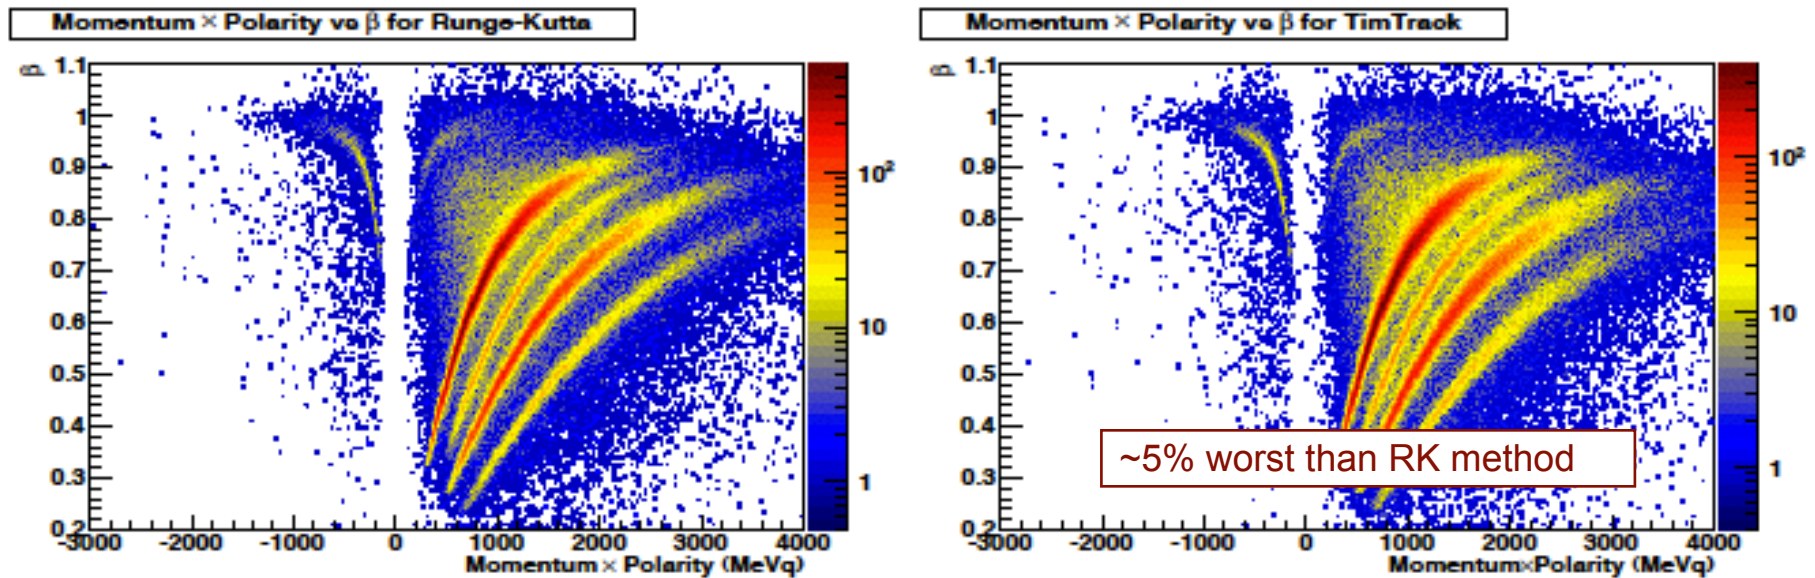 Momentum × Polarity vs β for Runge-Kutta
β
1.1
1
0.9
0.8
0.7
0.6
0.5
0.4
0.3
0.2
-3000 -2000 -1000 0 1000 2000 3000 4000
Momentum × Polarity (MeVq)
10²
10
1
Momentum × Polarity vs β for TimTrack
β
1.1
1
0.9
0.8
0.7
0.6
0.5
0.4
0.3
0.2
~5% worst than RK method
-3000 -2000 -1000 0 1000 2000 3000 4000
Momentum×Polarity (MeVq)
10²
10
1